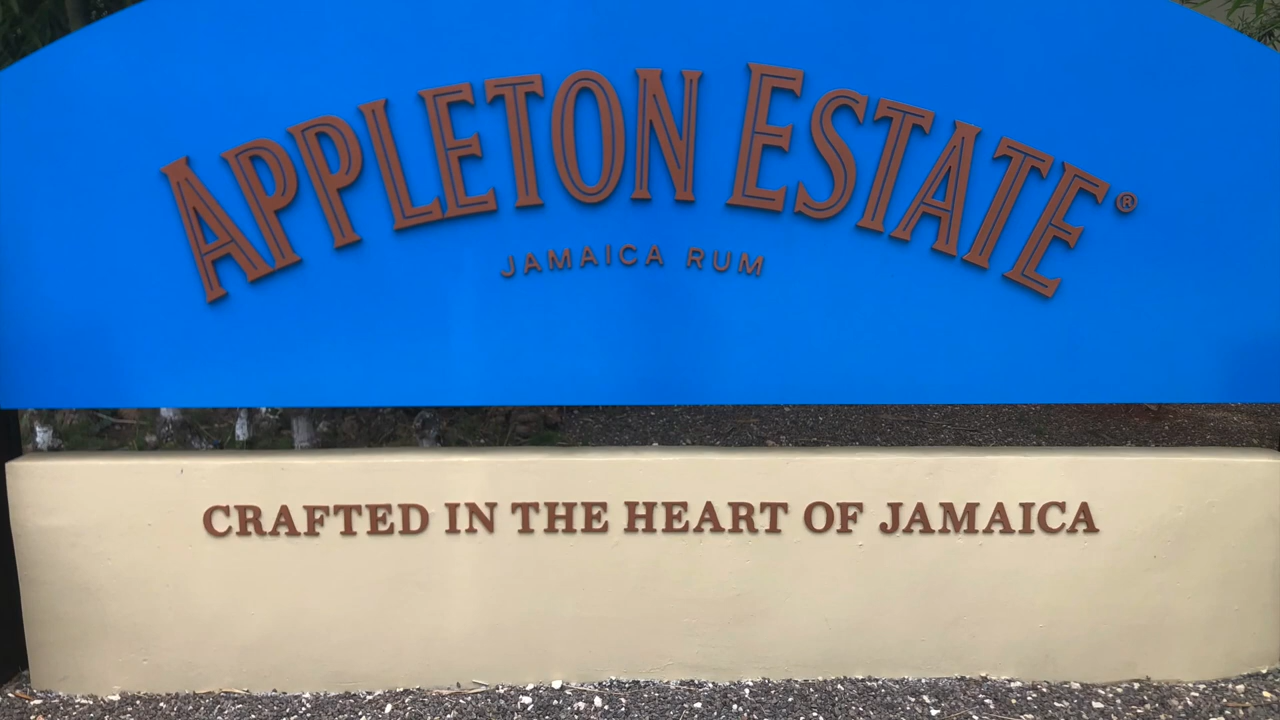 APPLETON ESTATE®
JAMAICA RUM
CRAFTED IN THE HEART OF JAMAICA